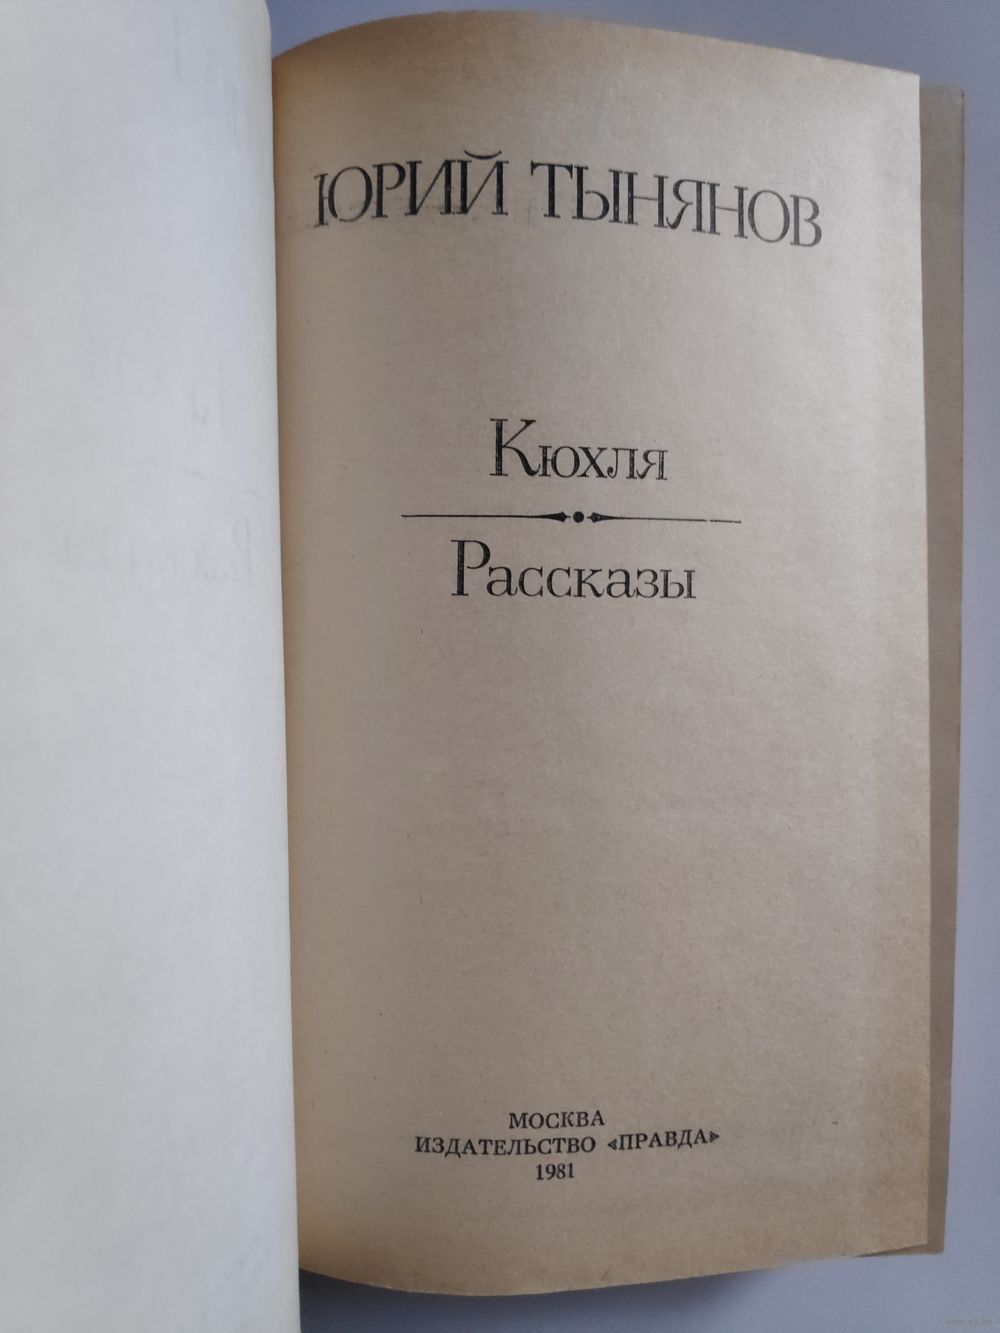 ЮРИЙ ТЫНЯНОВ
Кюхля
Рассказы
МОСКВА
ИЗДАТЕЛЬСТВО «ПРАВДА»
1981